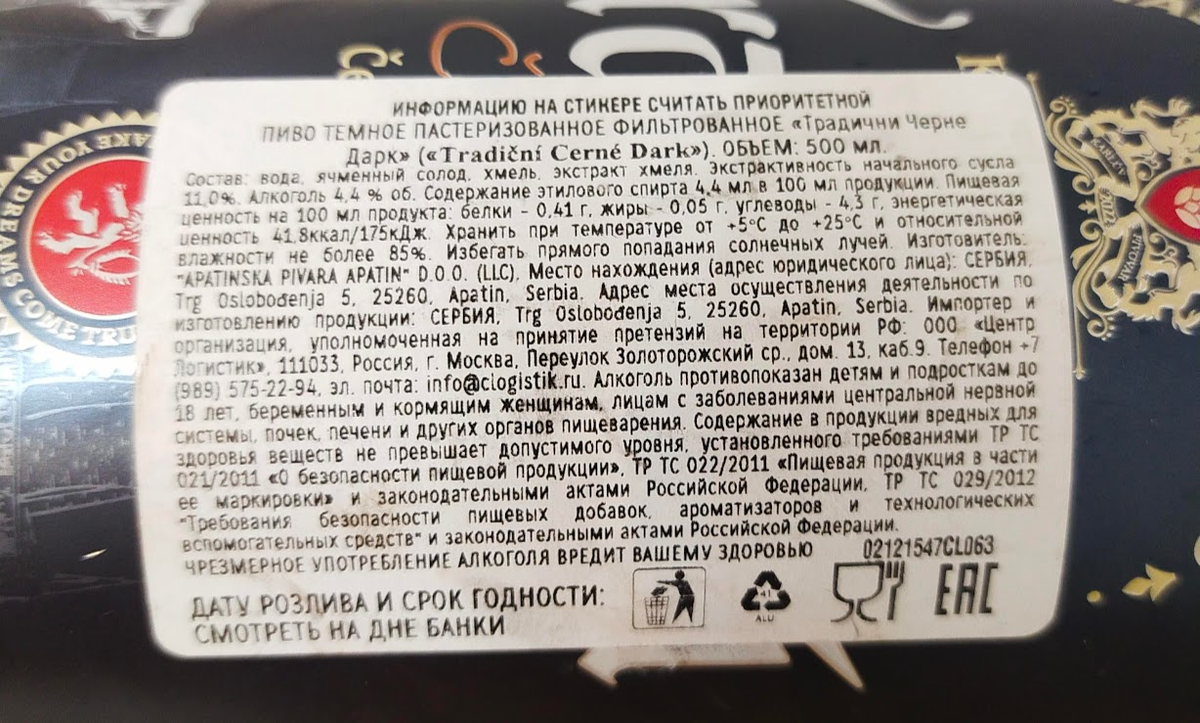 ИНФОРМАЦИЮ НА СТИКЕРЕ СЧИТАТЬ ПРИОРИТЕТНОЙ
ПИВО ТЕМНОЕ ПАСТЕРИЗОВАННОЕ ФИЛЬТРОВАННОЕ «Традични Черне
Дарк» («Tradiční Černé Dark»). ОБЪЕМ: 500 мл.
Состав: вода, ячменный солод, хмель, экстракт хмеля. Экстрактивность начального сусла
11,0%. Алкоголь 4,4 % об. Содержание этилового спирта 4,4 мл в 100 мл продукции. Пищевая
ценность на 100 мл продукта: белки - 0,41 г, жиры - 0,05 г, углеводы - 4,3 г, энергетическая
ценность 41,8ккал/175кДж. Хранить при температуре от +5°С до +25°С и относительной
влажности не более 85%. Избегать прямого попадания солнечных лучей. Изготовитель:
"APATINSKA PIVARA APATIN" D.O.O. (LLC). Место нахождения (адрес юридического лица): СЕРБИЯ,
Trg Oslobođenja 5, 25260, Apatin, Serbia. Адрес места осуществления деятельности по
изготовлению продукции: СЕРБИЯ, Trg Oslobođenja 5, 25260, Apatin, Serbia. Импортер и
организация, уполномоченная на принятие претензий на территории РФ: ООО «Центр
Логистик», 111033, РОССИЯ, г. Москва, Переулок Золоторожский ср., дом. 13, каб.9. Телефон +7
(989) 575-22-94, эл. почта: info@clogistik.ru. Алкоголь противопоказан детям и подросткам до
18 лет, беременным и кормящим женщинам, лицам с заболеваниями центральной нервной
системы, почек, печени и других органов пищеварения. Содержание в продукции вредных для
здоровья веществ не превышает допустимого уровня, установленного требованиями ТР ТС
021/2011 «О безопасности пищевой продукции», ТР ТС 022/2011 «Пищевая продукция в части
ее маркировки» и законодательными актами Российской Федерации, ТР ТС 029/2012
"Требования безопасности пищевых добавок, ароматизаторов и технологических
вспомогательных средств" и законодательными актами Российской Федерации.
ЧРЕЗМЕРНОЕ УПОТРЕБЛЕНИЕ АЛКОГОЛЯ ВРЕДИТ ВАШЕМУ ЗДОРОВЬЮ 02121547CL063
ДАТУ РОЗЛИВА И СРОК ГОДНОСТИ:
СМОТРЕТЬ НА ДНЕ БАНКИ
41
ALU
EAC
MAKE YOUR DREAMS COME TRUE